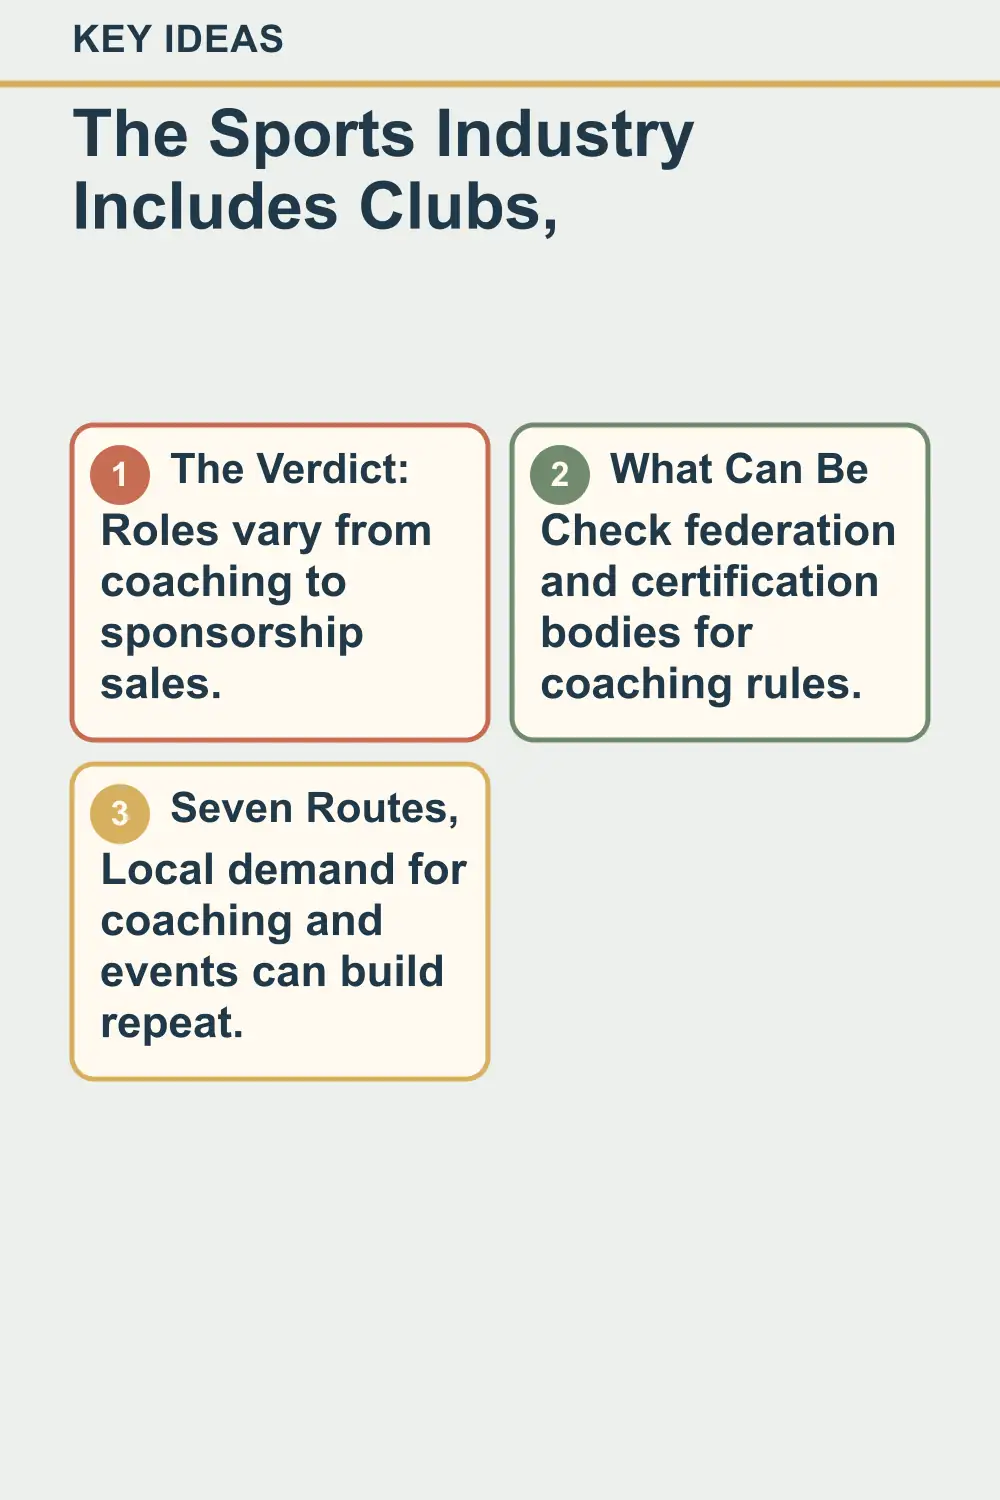 KEY IDEAS
The Sports Industry
Includes Clubs,
1 The Verdict:
Roles vary from
coaching to
sponsorship
sales.
2 What Can Be
Check federation
and certification
bodies for
coaching rules.
3 Seven Routes,
Local demand for
coaching and
events can build
repeat.